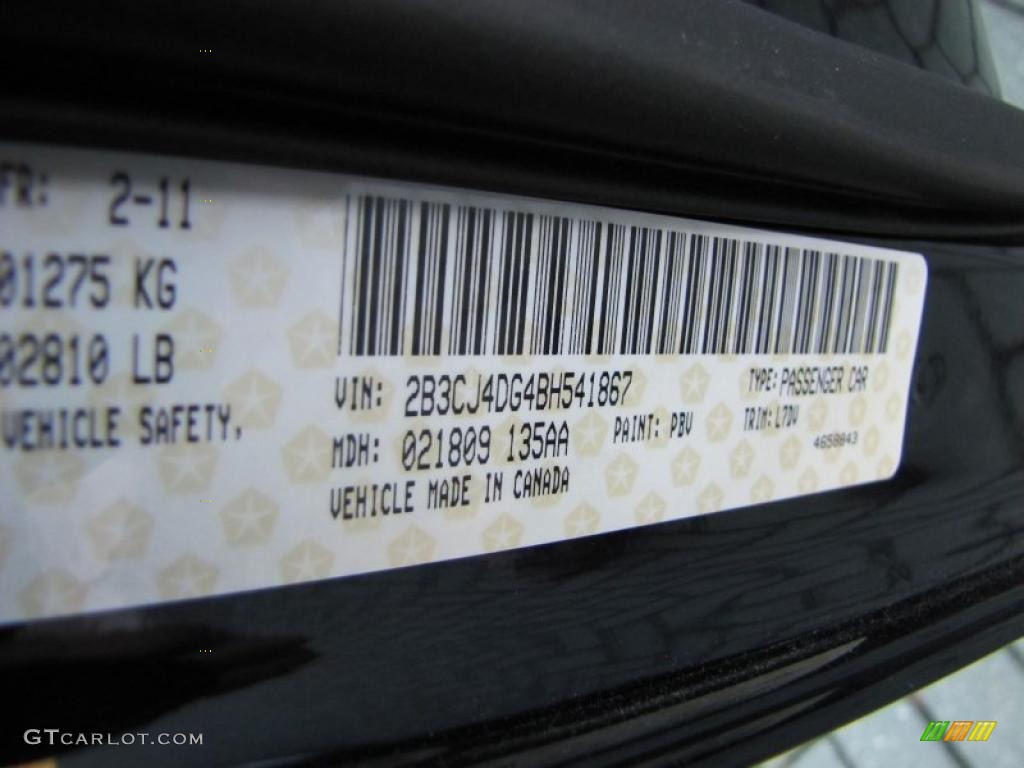 FR: 2-11
01275 KG
02810 LB
VEHICLE SAFETY,
VIN: 2B3CJ4DG4BH541867
TYPE: PASSENGER CAR
MDH: 021809 135AA
PAINT: PBV
TRIM: L7DV
4658843
VEHICLE MADE IN CANADA
GTCARLOT.COM